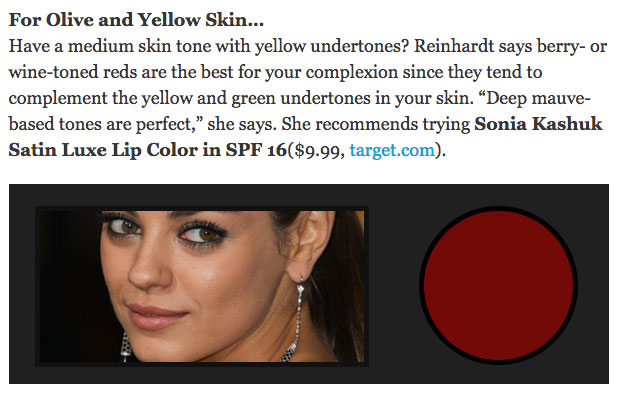 For Olive and Yellow Skin...
Have a medium skin tone with yellow undertones? Reinhardt says berry- or
wine-toned reds are the best for your complexion since they tend to
complement the yellow and green undertones in your skin. “Deep mauve-
based tones are perfect,” she says. She recommends trying Sonia Kashuk
Satin Luxe Lip Color in SPF 16($9.99, target.com).